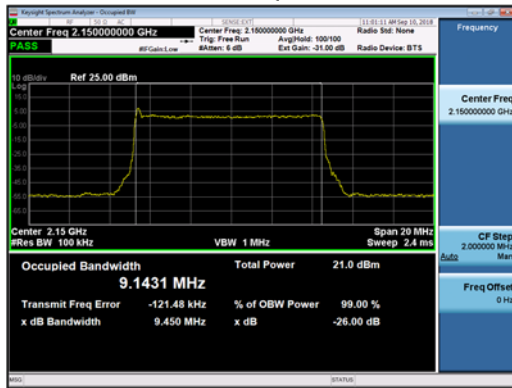 Keysight Spectrum Analyzer - Occupied BW
RF 50 Ω AC SENSE:EXT 11:01:11 AM Sep 10, 2018
Center Freq 2.150000000 GHz Center Freq: 2.150000000 GHz Radio Std: None Frequency
PASS Trig: Free Run Avg|Hold: 100/100
#IFGain:Low #Atten: 6 dB Ext Gain: -31.00 dB Radio Device: BTS
10 dB/div Ref 25.00 dBm
Log
15.0
5.00
Center Freq
2.150000000 GHz
Center 2.15 GHz Span 20 MHz
#Res BW 100 kHz VBW 1 MHz Sweep 2.4 ms
CF Step
2.000000 MHz
Auto Man
Occupied Bandwidth Total Power 21.0 dBm
9.1431 MHz
Freq Offset
0 Hz
Transmit Freq Error -121.48 kHz % of OBW Power 99.00 %
x dB Bandwidth 9.450 MHz x dB -26.00 dB
MSG STATUS